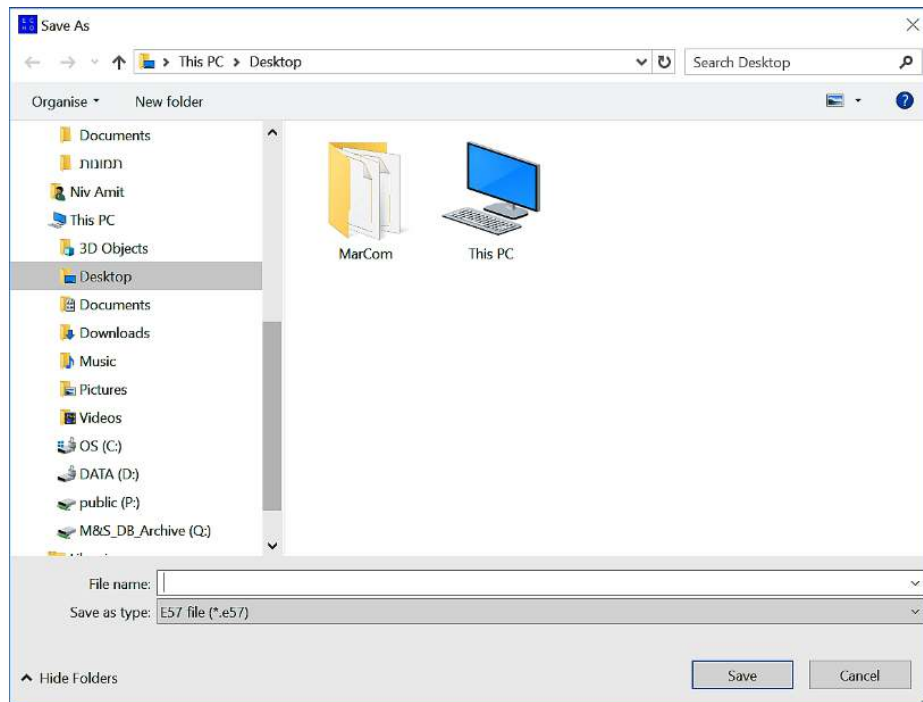 EC
HO
Save As
This PC > Desktop
Search Desktop
Organise
New folder
Documents
תמונות
Niv Amit
This PC
3D Objects
Desktop
Documents
Downloads
Music
Pictures
Videos
OS (C:)
DATA (D:)
public (P:)
M&S_DB_Archive (Q:)
MarCom
This PC
File name:
Save as type: E57 file (*.e57)
Hide Folders
Save
Cancel